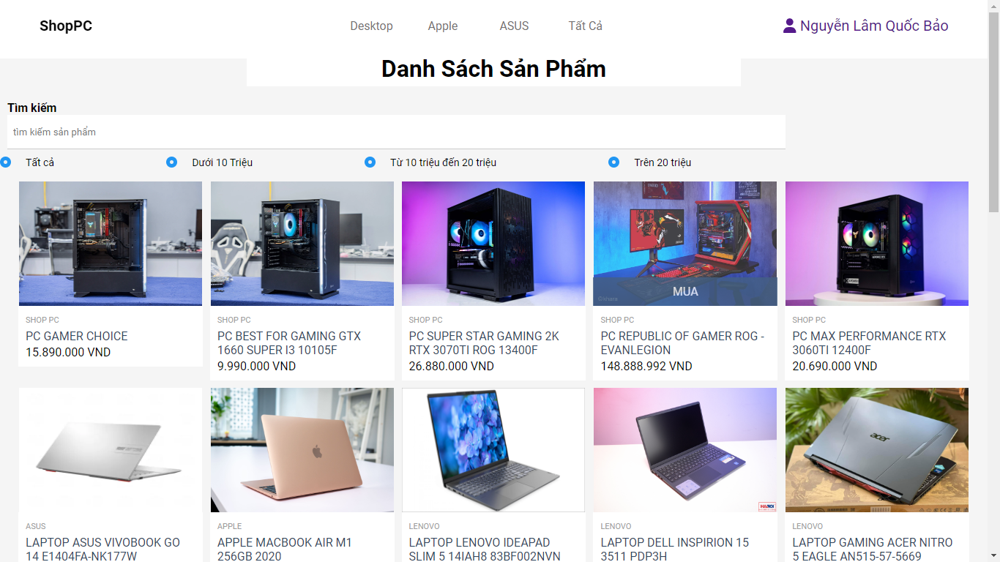 ShopPC
Desktop
Apple
ASUS
Tất Cả
Nguyễn Lâm Quốc Bảo
Danh Sách Sản Phẩm
Tìm kiếm
tìm kiếm sản phẩm
Tất cả
Dưới 10 Triệu
Từ 10 triệu đến 20 triệu
Trên 20 triệu
MUA
SHOP PC
PC GAMER CHOICE
15.890.000 VND
SHOP PC
PC BEST FOR GAMING GTX
1660 SUPER I3 10105F
9.990.000 VND
SHOP PC
PC SUPER STAR GAMING 2K
RTX 3070TI ROG 13400F
26.880.000 VND
SHOP PC
PC REPUBLIC OF GAMER ROG -
EVANLEGION
148.888.992 VND
SHOP PC
PC MAX PERFORMANCE RTX
3060TI 12400F
20.690.000 VND
acer
ASUS
LAPTOP ASUS VIVOBOOK GO
14 E1404FA-NK177W
APPLE
APPLE MACBOOK AIR M1
256GB 2020
LENOVO
LAPTOP LENOVO IDEAPAD
SLIM 5 14IAH8 83BF002NVN
LENOVO
LAPTOP DELL INSPIRION 15
3511 PDP3H
LENOVO
LAPTOP GAMING ACER NITRO
5 EAGLE AN515-57-5669